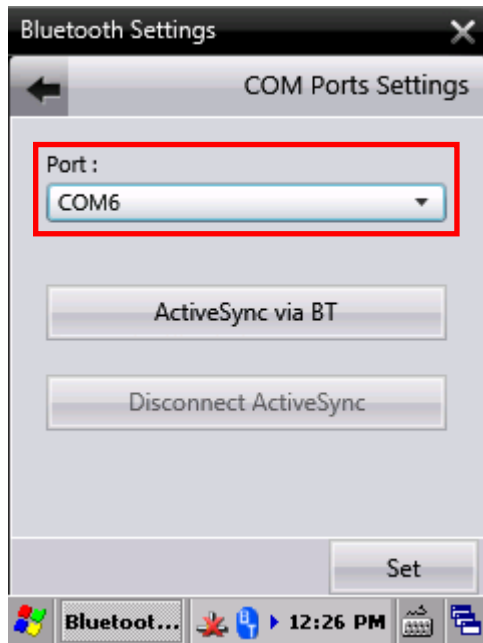 Bluetooth Settings
COM Ports Settings
Port :
COM6
ActiveSync via BT
Disconnect ActiveSync
Set
Bluetoot... 12:26 PM